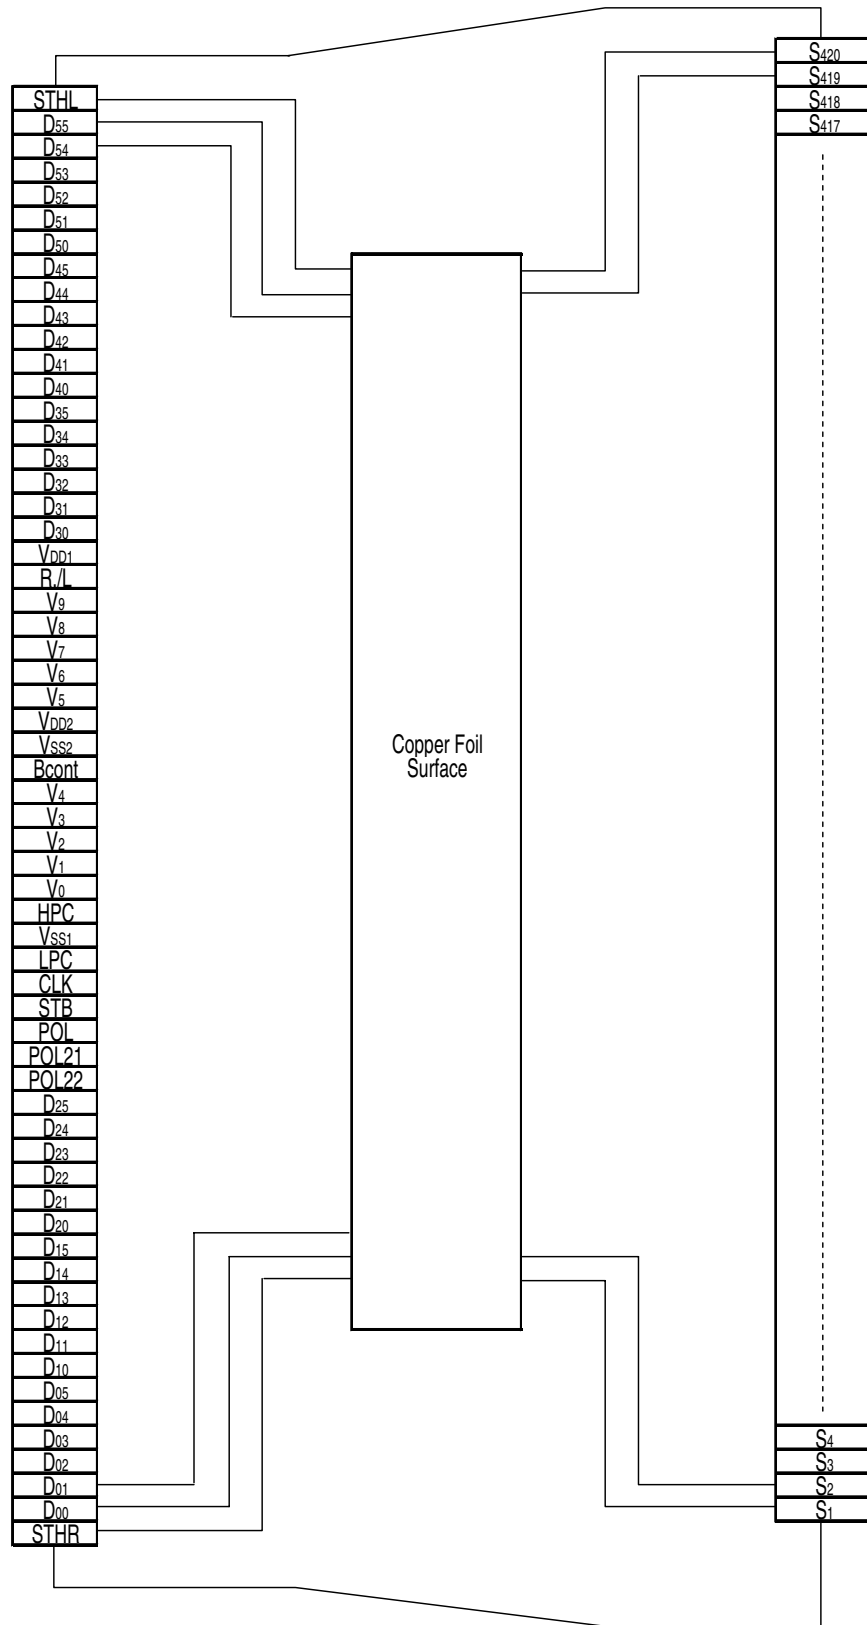 STHL
D55
D54
D53
D52
D51
D50
D45
D44
D43
D42
D41
D40
D35
D34
D33
D32
D31
D30
VDD1
R,/L
V9
V8
V7
V6
V5
VDD2
VSS2
Bcont
V4
V3
V2
V1
V0
HPC
VSS1
LPC
CLK
STB
POL
POL21
POL22
D25
D24
D23
D22
D21
D20
D15
D14
D13
D12
D11
D10
D05
D04
D03
D02
D01
D00
STHR
Copper Foil
Surface
S420
S419
S418
S417
S4
S3
S2
S1